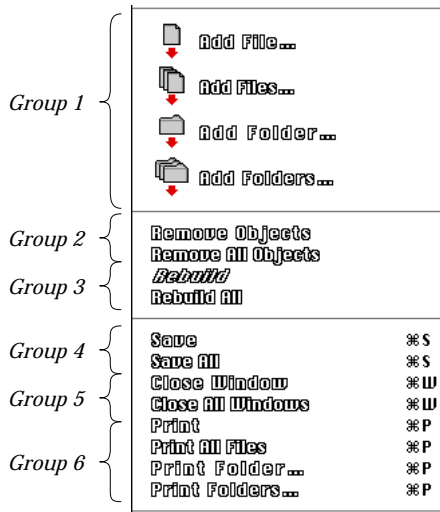 Group 1
Add File...
Add Files...
Add Folder...
Add Folders...
Group 2
Remove Objects
Remove All Objects
Group 3
Rebuild
Rebuild All
Group 4
Save ⌘S
Save All ⌘S
Group 5
Close Window ⌘W
Close All Windows ⌘W
Group 6
Print ⌘P
Print All Files ⌘P
Print Folder... ⌘P
Print Folders... ⌘P